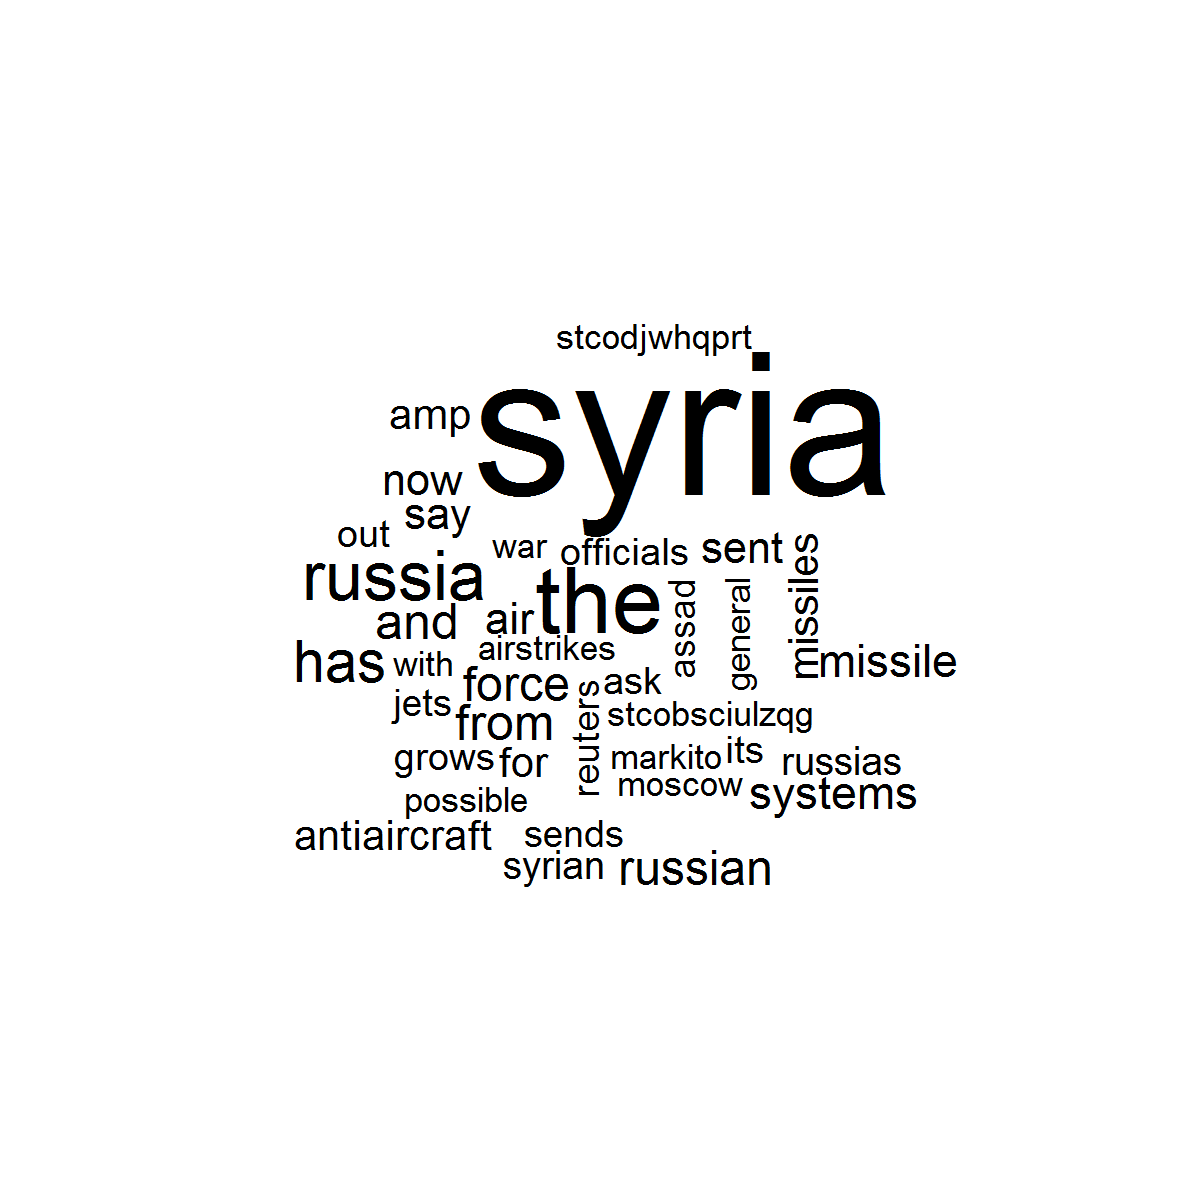 stcodjwhqprt
syria
amp
now
say
out
war
officials
sent
missiles
russia
the
assad
general
and
air
has
with
airstrikes
missile
force
ask
jets
from
reuters
stcobsciulzqg
grows
for
markito
its
russias
possible
moscow
systems
antiaircraft
sends
syrian
russian